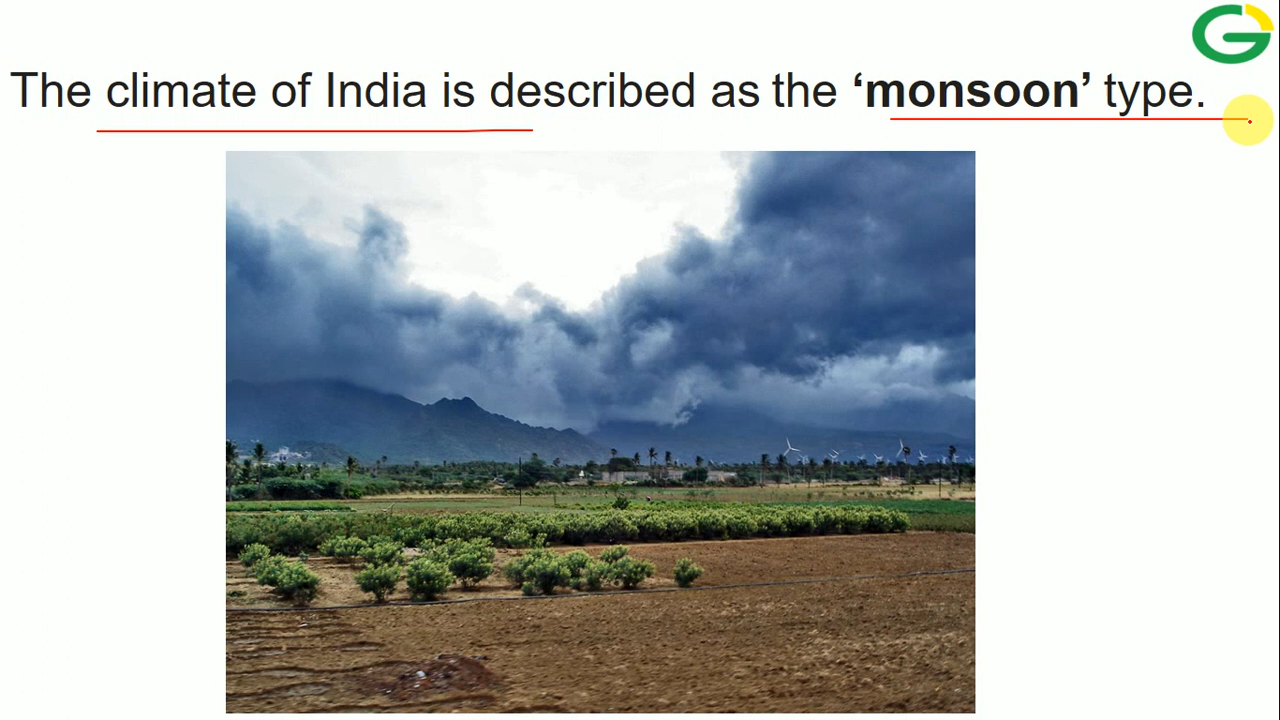 The climate of India is described as the ‘monsoon’ type.